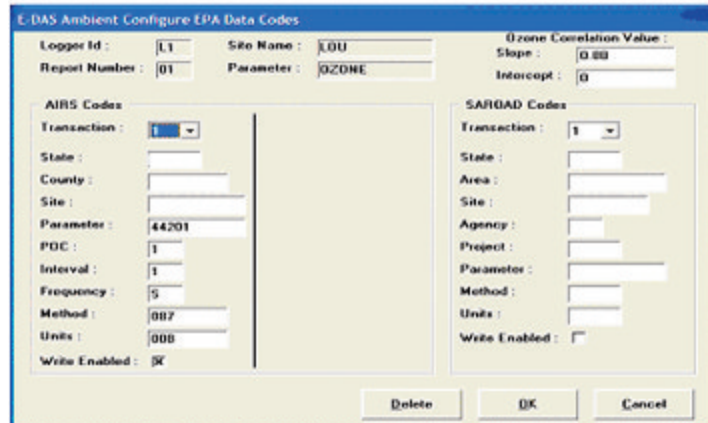 E-DAS Ambient Configure EPA Data Codes
Logger Id : L1 Site Name : LOU
Ozone Correlation Value :
Slope : 0.00
Report Number : 01 Parameter : OZONE
Intercept : 0
AIRS Codes
Transaction : 1
State :
County :
Site :
Parameter : 44201
POC : 1
Interval : 1
Frequency : S
Method : 087
Units : 008
Write Enabled :
SAROAD Codes
Transaction : 1
State :
Area :
Site :
Agency :
Project :
Parameter :
Method :
Units :
Write Enabled :
Delete OK Cancel